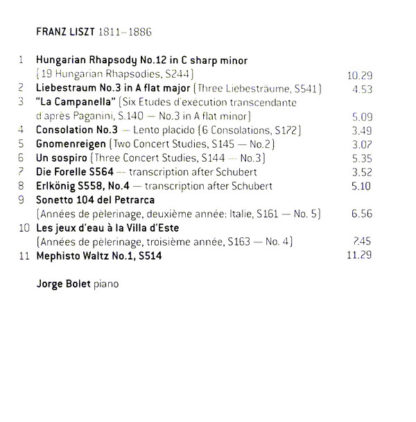 FRANZ LISZT 1811–1886
1 Hungarian Rhapsody No.12 in C sharp minor
(19 Hungarian Rhapsodies, S244) 10.29
2 Liebestraum No.3 in A flat major (Three Liebesträume, S541) 4.53
3 "La Campanella" (Six Etudes d'execution transcendante
d'après Paganini, S.140 – No.3 in A flat minor) 5.09
4 Consolation No.3 – Lento placido (6 Consolations, S172) 3.49
5 Gnomenreigen (Two Concert Studies, S145 – No.2) 3.07
6 Un sospiro (Three Concert Studies, S144 – No.3) 5.35
7 Die Forelle S564 – transcription after Schubert 3.52
8 Erlkönig S558, No.4 – transcription after Schubert 5.10
9 Sonetto 104 del Petrarca
(Années de pèlerinage, deuxième année: Italie, S161 – No. 5) 6.56
10 Les jeux d'eau à la Villa d'Este
(Années de pèlerinage, troisième année, S163 – No. 4) 7.45
11 Mephisto Waltz No.1, S514 11.29
Jorge Bolet piano